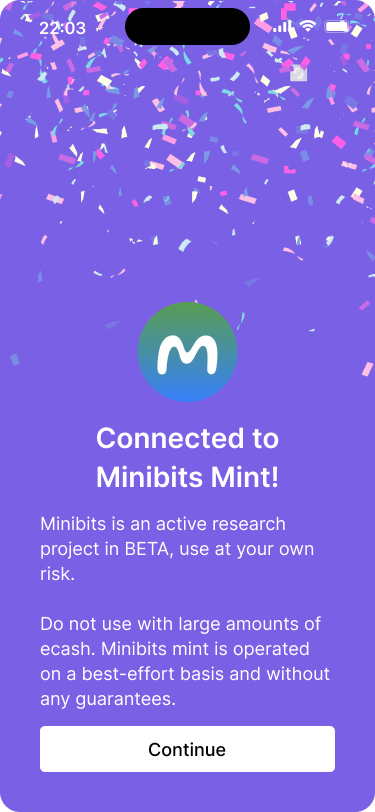 22:03
Connected to
Minibits Mint!
Minibits is an active research
project in BETA, use at your own
risk.
Do not use with large amounts of
ecash. Minibits mint is operated
on a best-effort basis and without
any guarantees.
Continue